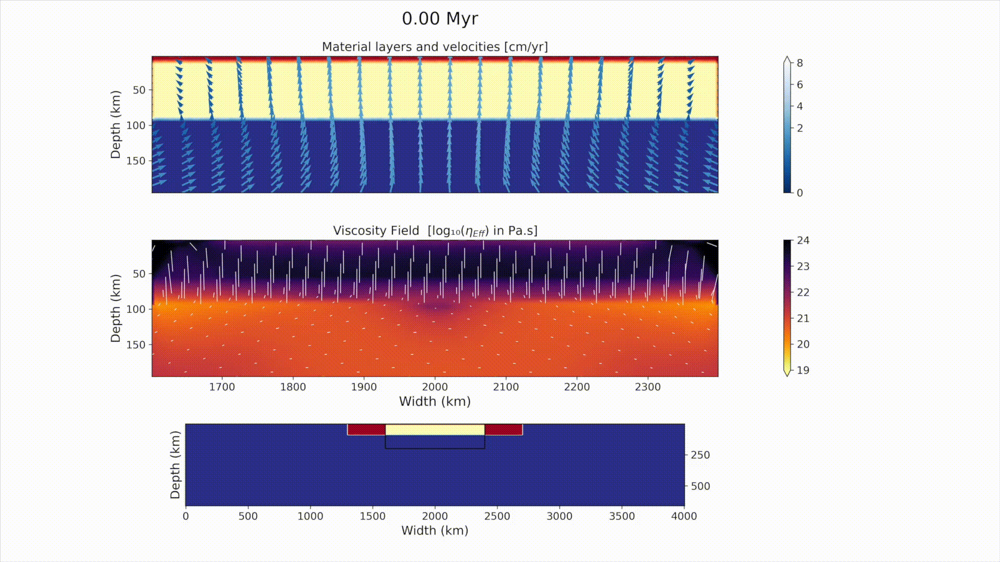 0.00 Myr
Material layers and velocities [cm/yr]
Depth (km)
50
100
150
8
6
4
2
0
Viscosity Field [log₁₀(η_Eff) in Pa.s]
Depth (km)
50
100
150
24
23
22
21
20
19
1700 1800 1900 2000 2100 2200 2300
Width (km)
Depth (km)
250
500
0 500 1000 1500 2000 2500 3000 3500 4000
Width (km)